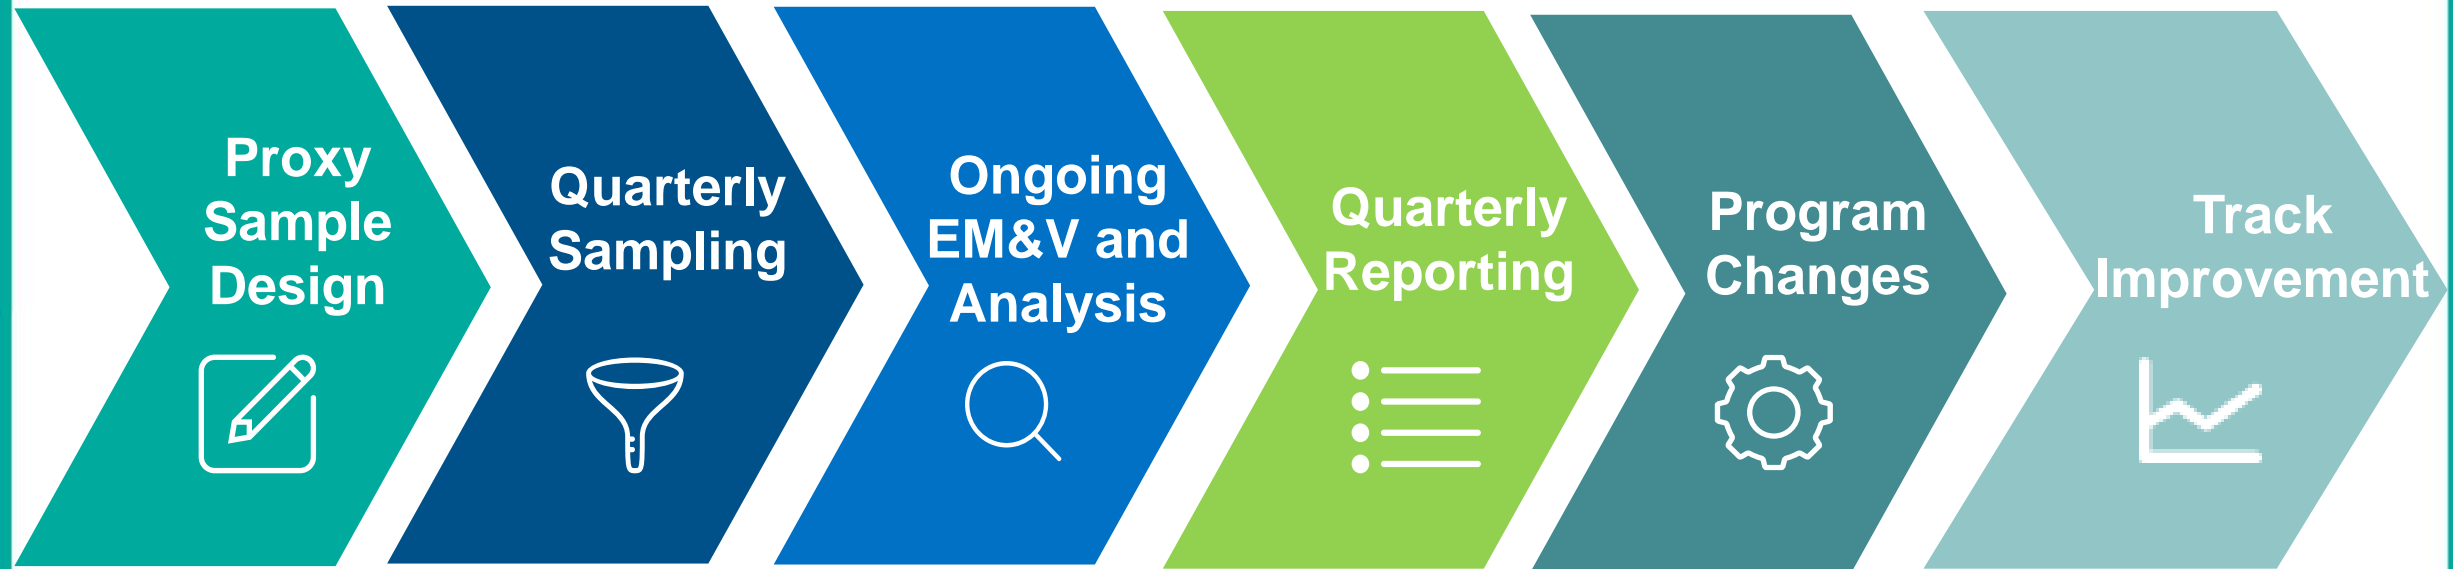 Proxy
Sample
Design
Quarterly
Sampling
Ongoing
EM&V and
Analysis
Quarterly
Reporting
Program
Changes
Track
Improvement